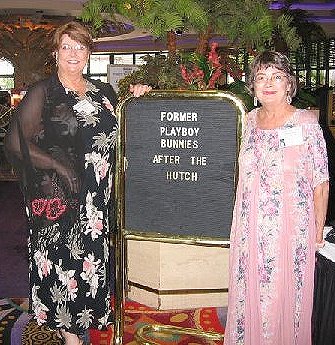 FORMER
PLAYBOY
BUNNIES
AFTER THE
HUTCH